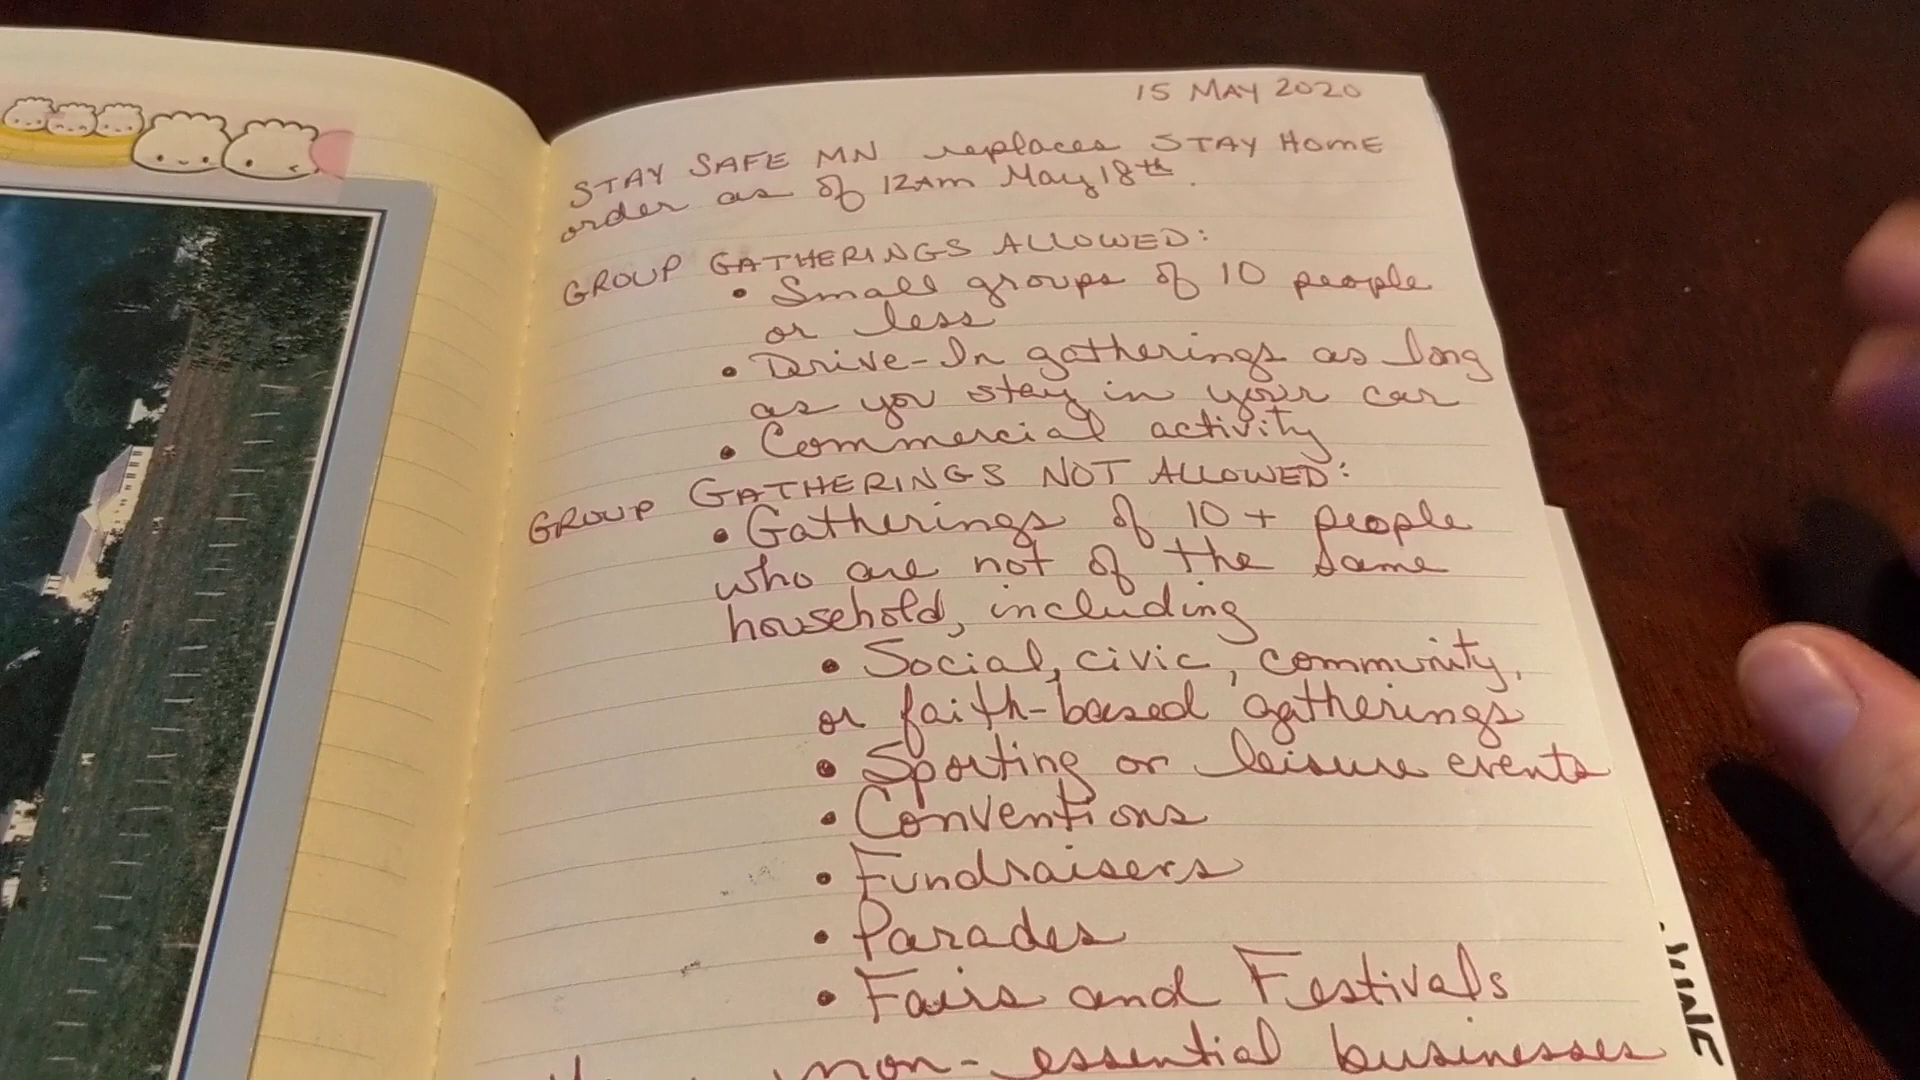 15 MAY 2020
STAY SAFE MN replaces STAY HOME
order as of 12AM May 18th.
GROUP GATHERINGS ALLOWED:
• Small groups of 10 people
or less
• Drive-In gatherings as long
as you stay in your car
• Commercial activity
GROUP GATHERINGS NOT ALLOWED:
• Gatherings of 10+ people
who are not of the same
household, including
• Social, civic, community,
or faith-based gatherings
• Sporting or leisure events
• Conventions
• Fundraisers
• Parades
• Fairs and Festivals
non-essential businesses
JUNE